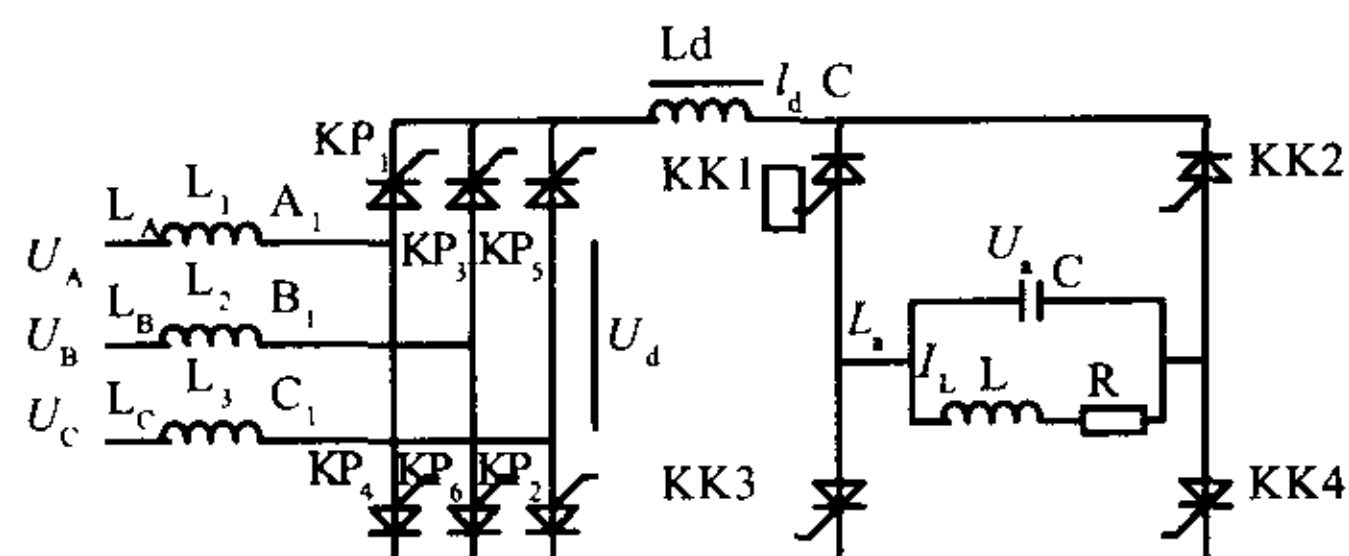 Ld
l_d C
KP_1
KK1
KK2
L_A L_1 A_1
U_A
KP_3 KP_5
L_B L_2 B_1
U_B
U_d
U_a C
L_a
I_L L R
L_C L_3 C_1
U_C
KP_4 KP_6 KP_2
KK3
KK4